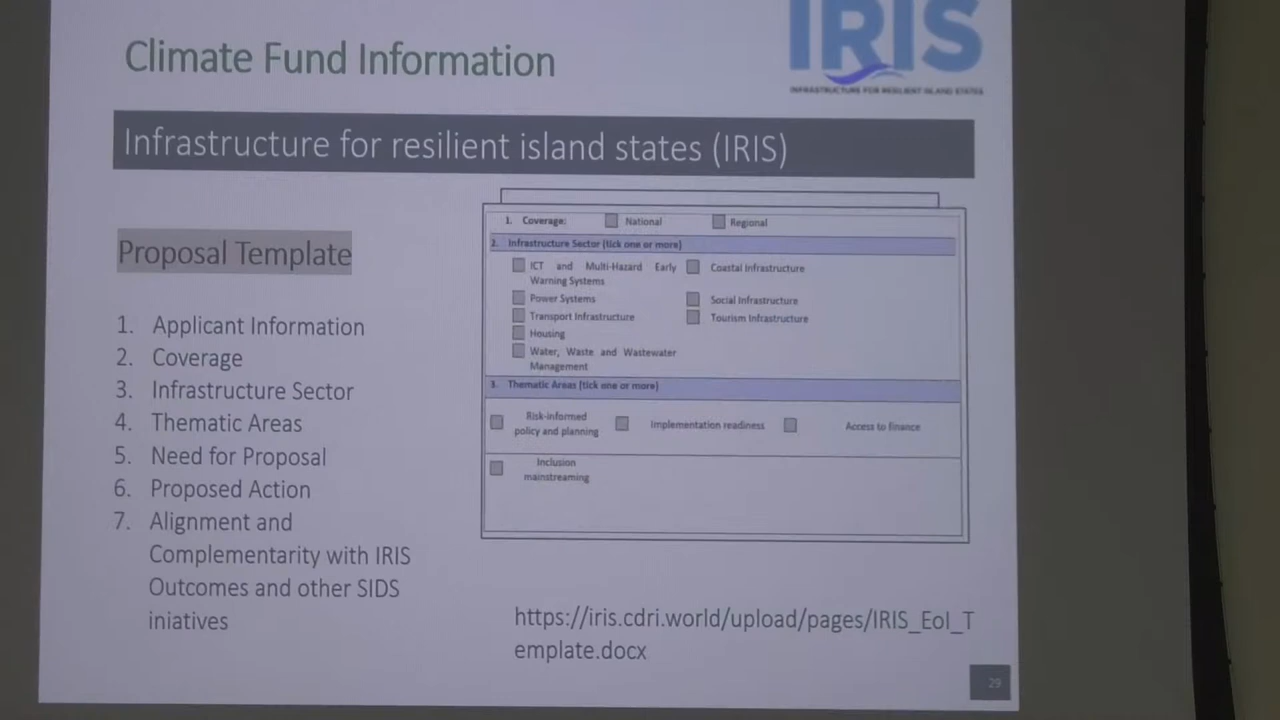 Climate Fund Information
IRIS
INFRASTRUCTURE FOR RESILIENT ISLAND STATES
Infrastructure for resilient island states (IRIS)
Proposal Template
1. Applicant Information
2. Coverage
3. Infrastructure Sector
4. Thematic Areas
5. Need for Proposal
6. Proposed Action
7. Alignment and
Complementarity with IRIS
Outcomes and other SIDS
iniatives
1. Coverage: National Regional
2. Infrastructure Sector (tick one or more)
ICT and Multi-Hazard Early
Warning Systems
Coastal Infrastructure
Power Systems
Social Infrastructure
Transport Infrastructure
Tourism Infrastructure
Housing
Water, Waste and Wastewater
Management
3. Thematic Areas (tick one or more)
Risk-informed
policy and planning
Implementation readiness
Access to finance
Inclusion
mainstreaming
https://iris.cdri.world/upload/pages/IRIS_EoI_T
emplate.docx
29